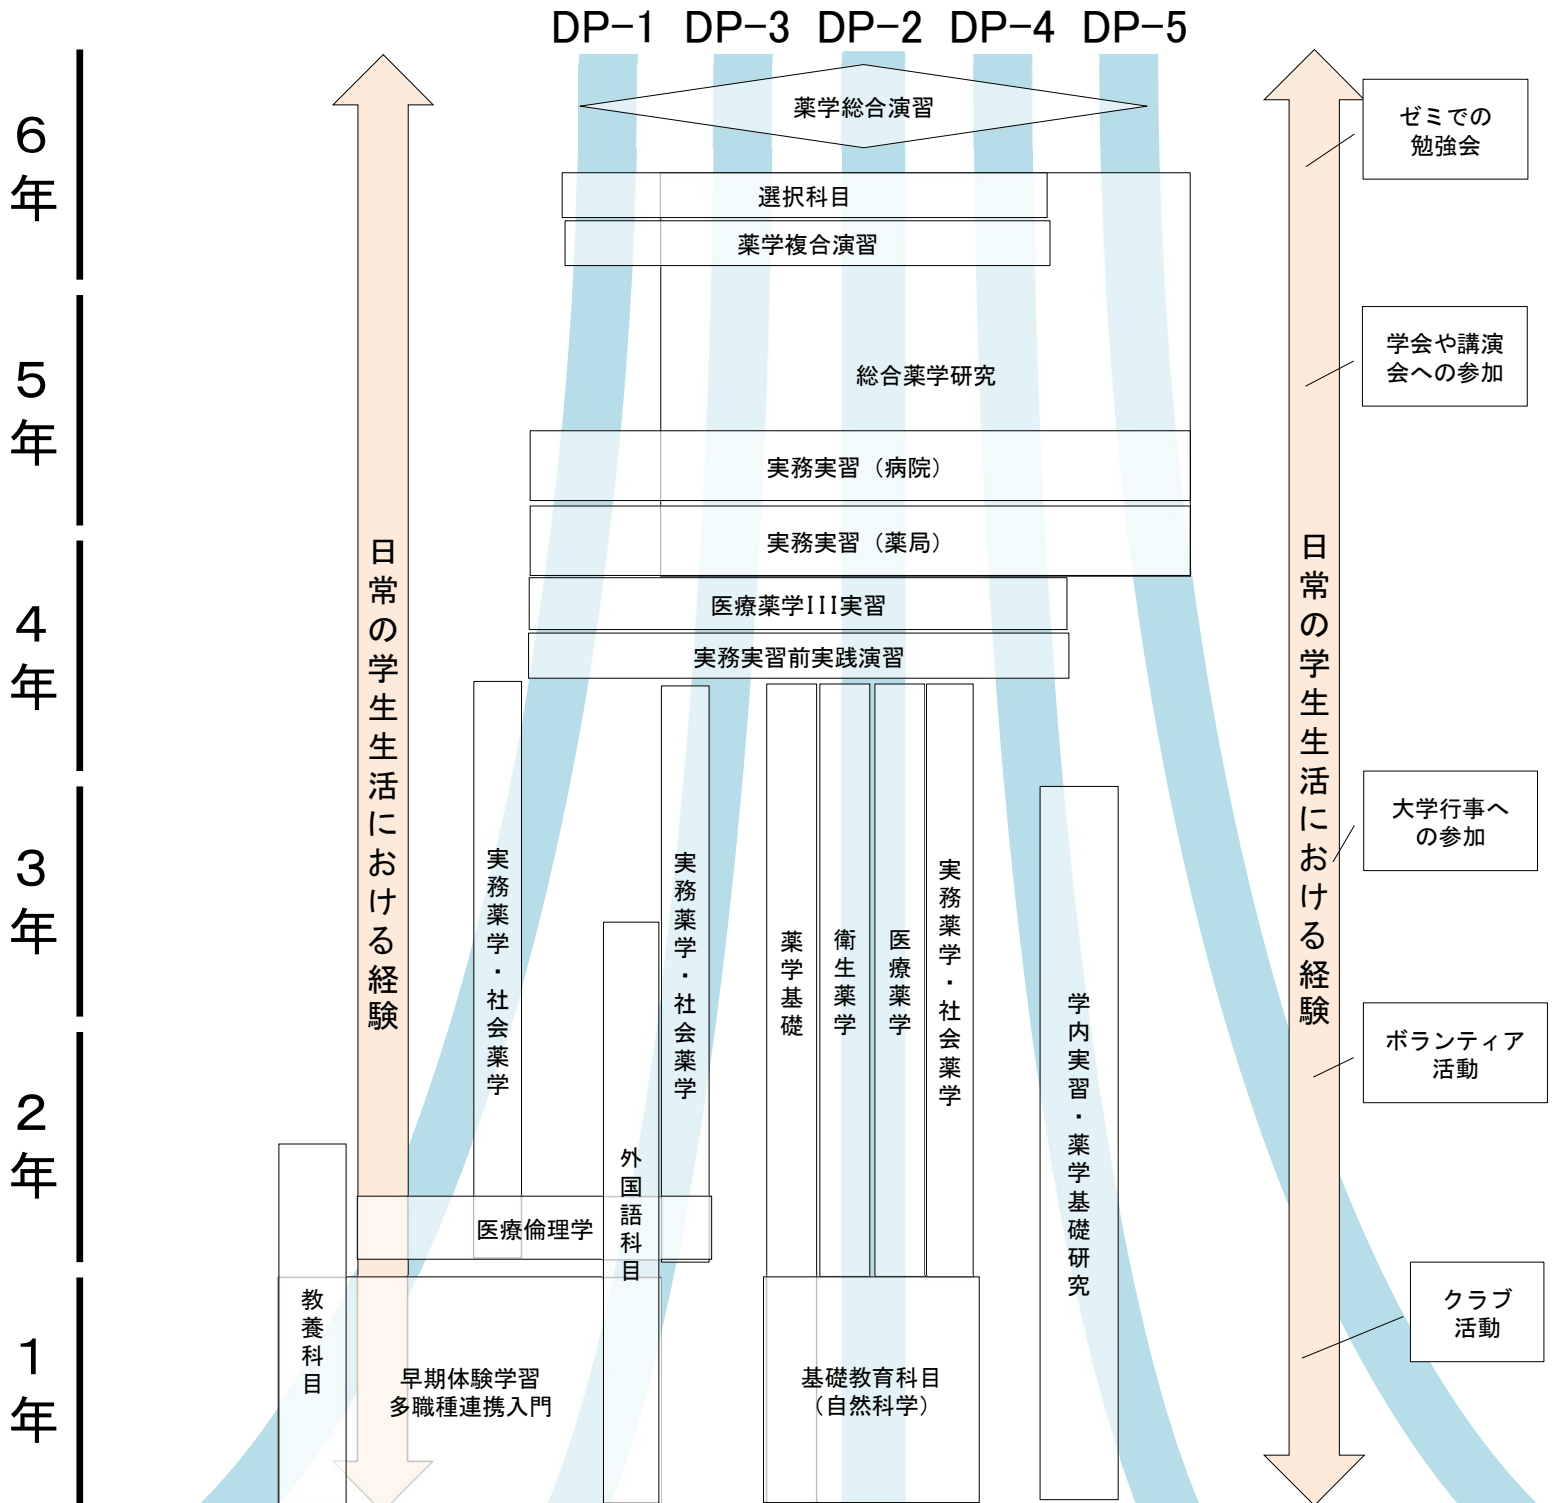 DP-1 DP-3 DP-2 DP-4 DP-5
6年
薬学総合演習
ゼミでの
勉強会
選択科目
薬学複合演習
5年
総合薬学研究
学会や講演
会への参加
実務実習（病院）
実務実習（薬局）
4年
医療薬学III実習
実務実習前実践演習
日常の学生生活における経験
日常の学生生活における経験
3年
大学行事へ
の参加
実務薬学・社会薬学
実務薬学・社会薬学
薬学基礎
衛生薬学
医療薬学
実務薬学・社会薬学
学内実習・薬学基礎研究
2年
ボランティア
活動
外国語科目
医療倫理学
1年
教養科目
早期体験学習
多職種連携入門
基礎教育科目
（自然科学）
クラブ
活動